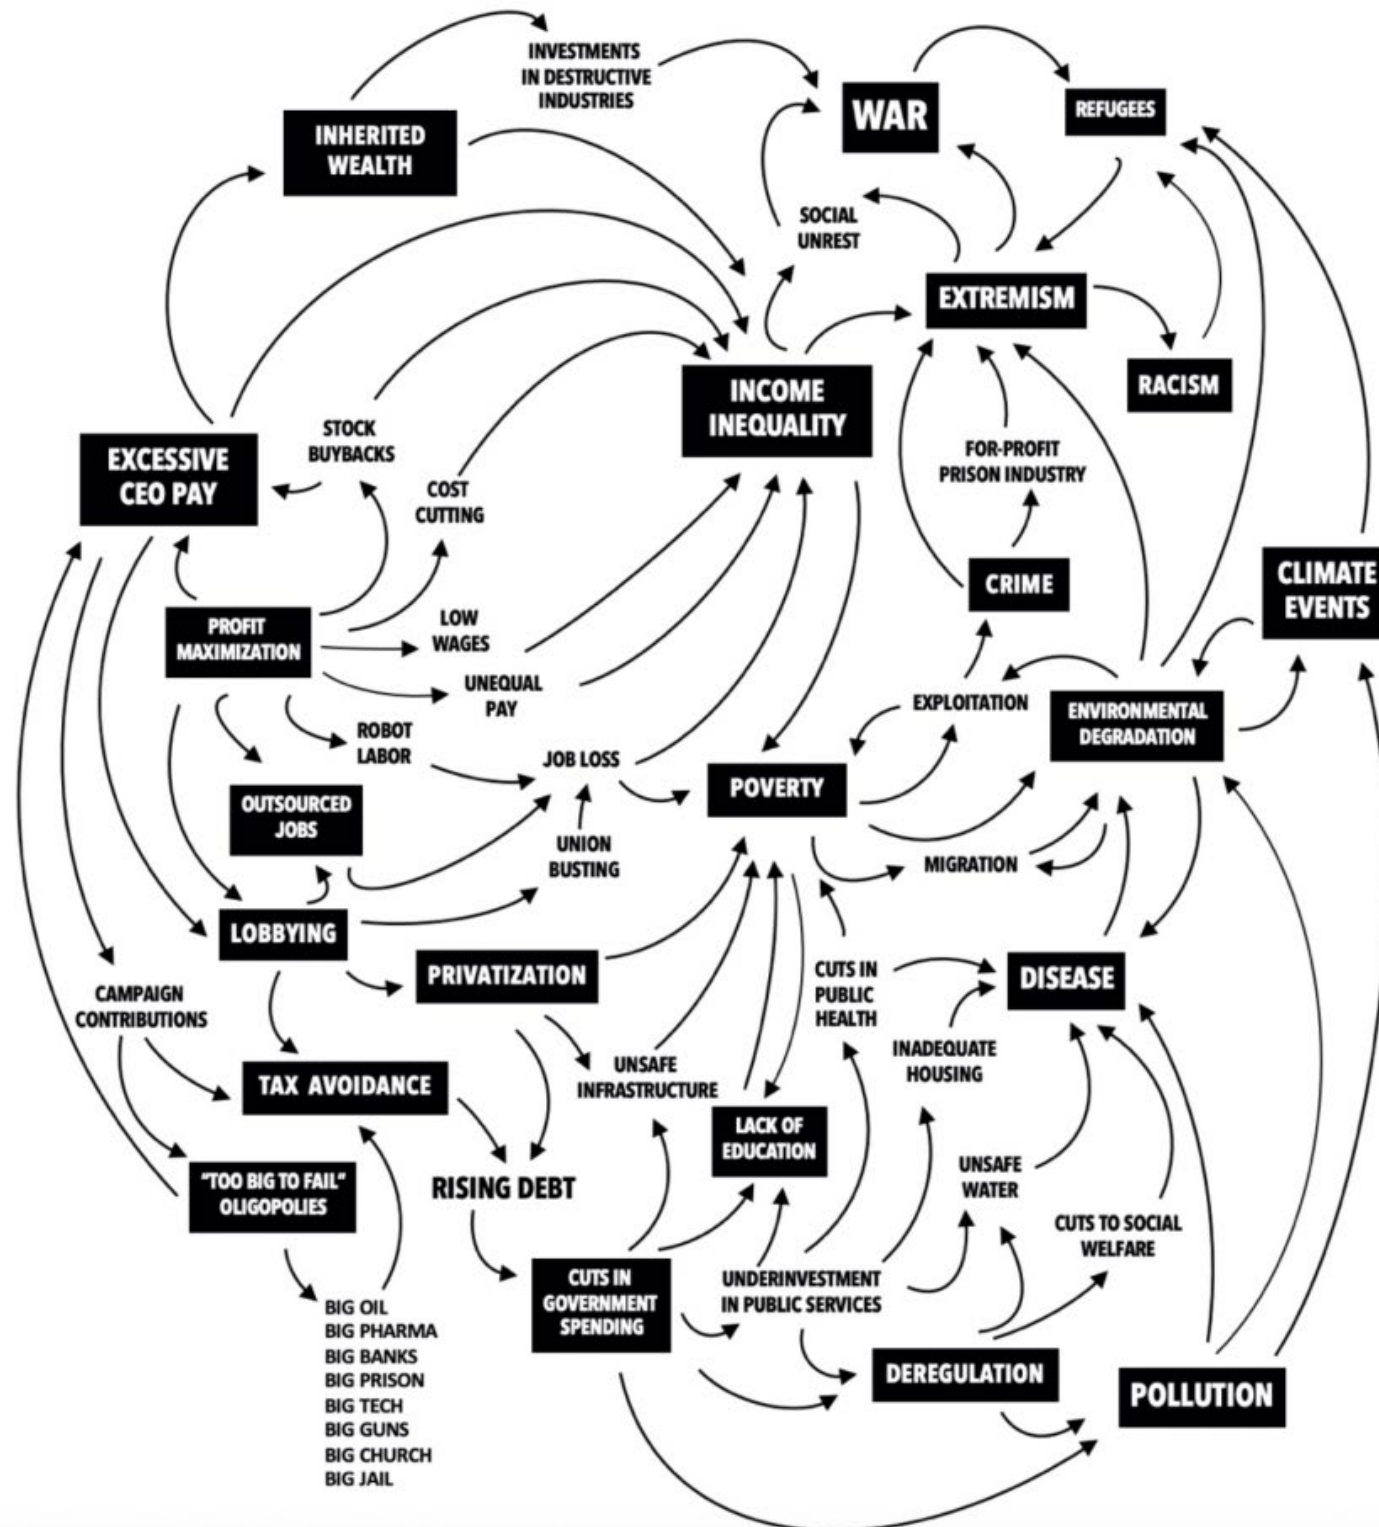 INVESTMENTS
IN DESTRUCTIVE
INDUSTRIES
WAR
REFUGEES
INHERITED
WEALTH
SOCIAL
UNREST
EXTREMISM
RACISM
INCOME
INEQUALITY
STOCK
BUYBACKS
EXCESSIVE
CEO PAY
COST
CUTTING
FOR-PROFIT
PRISON INDUSTRY
CRIME
CLIMATE
EVENTS
PROFIT
MAXIMIZATION
LOW
WAGES
UNEQUAL
PAY
EXPLOITATION
ENVIRONMENTAL
DEGRADATION
ROBOT
LABOR
JOB LOSS
POVERTY
OUTSOURCED
JOBS
UNION
BUSTING
MIGRATION
LOBBYING
PRIVATIZATION
CUTS IN
PUBLIC
HEALTH
DISEASE
CAMPAIGN
CONTRIBUTIONS
INADEQUATE
HOUSING
TAX AVOIDANCE
UNSAFE
INFRASTRUCTURE
LACK OF
EDUCATION
"TOO BIG TO FAIL"
OLIGOPOLIES
RISING DEBT
UNSAFE
WATER
CUTS TO SOCIAL
WELFARE
CUTS IN
GOVERNMENT
SPENDING
UNDERINVESTMENT
IN PUBLIC SERVICES
BIG OIL
BIG PHARMA
BIG BANKS
BIG PRISON
BIG TECH
BIG GUNS
BIG CHURCH
BIG JAIL
DEREGULATION
POLLUTION